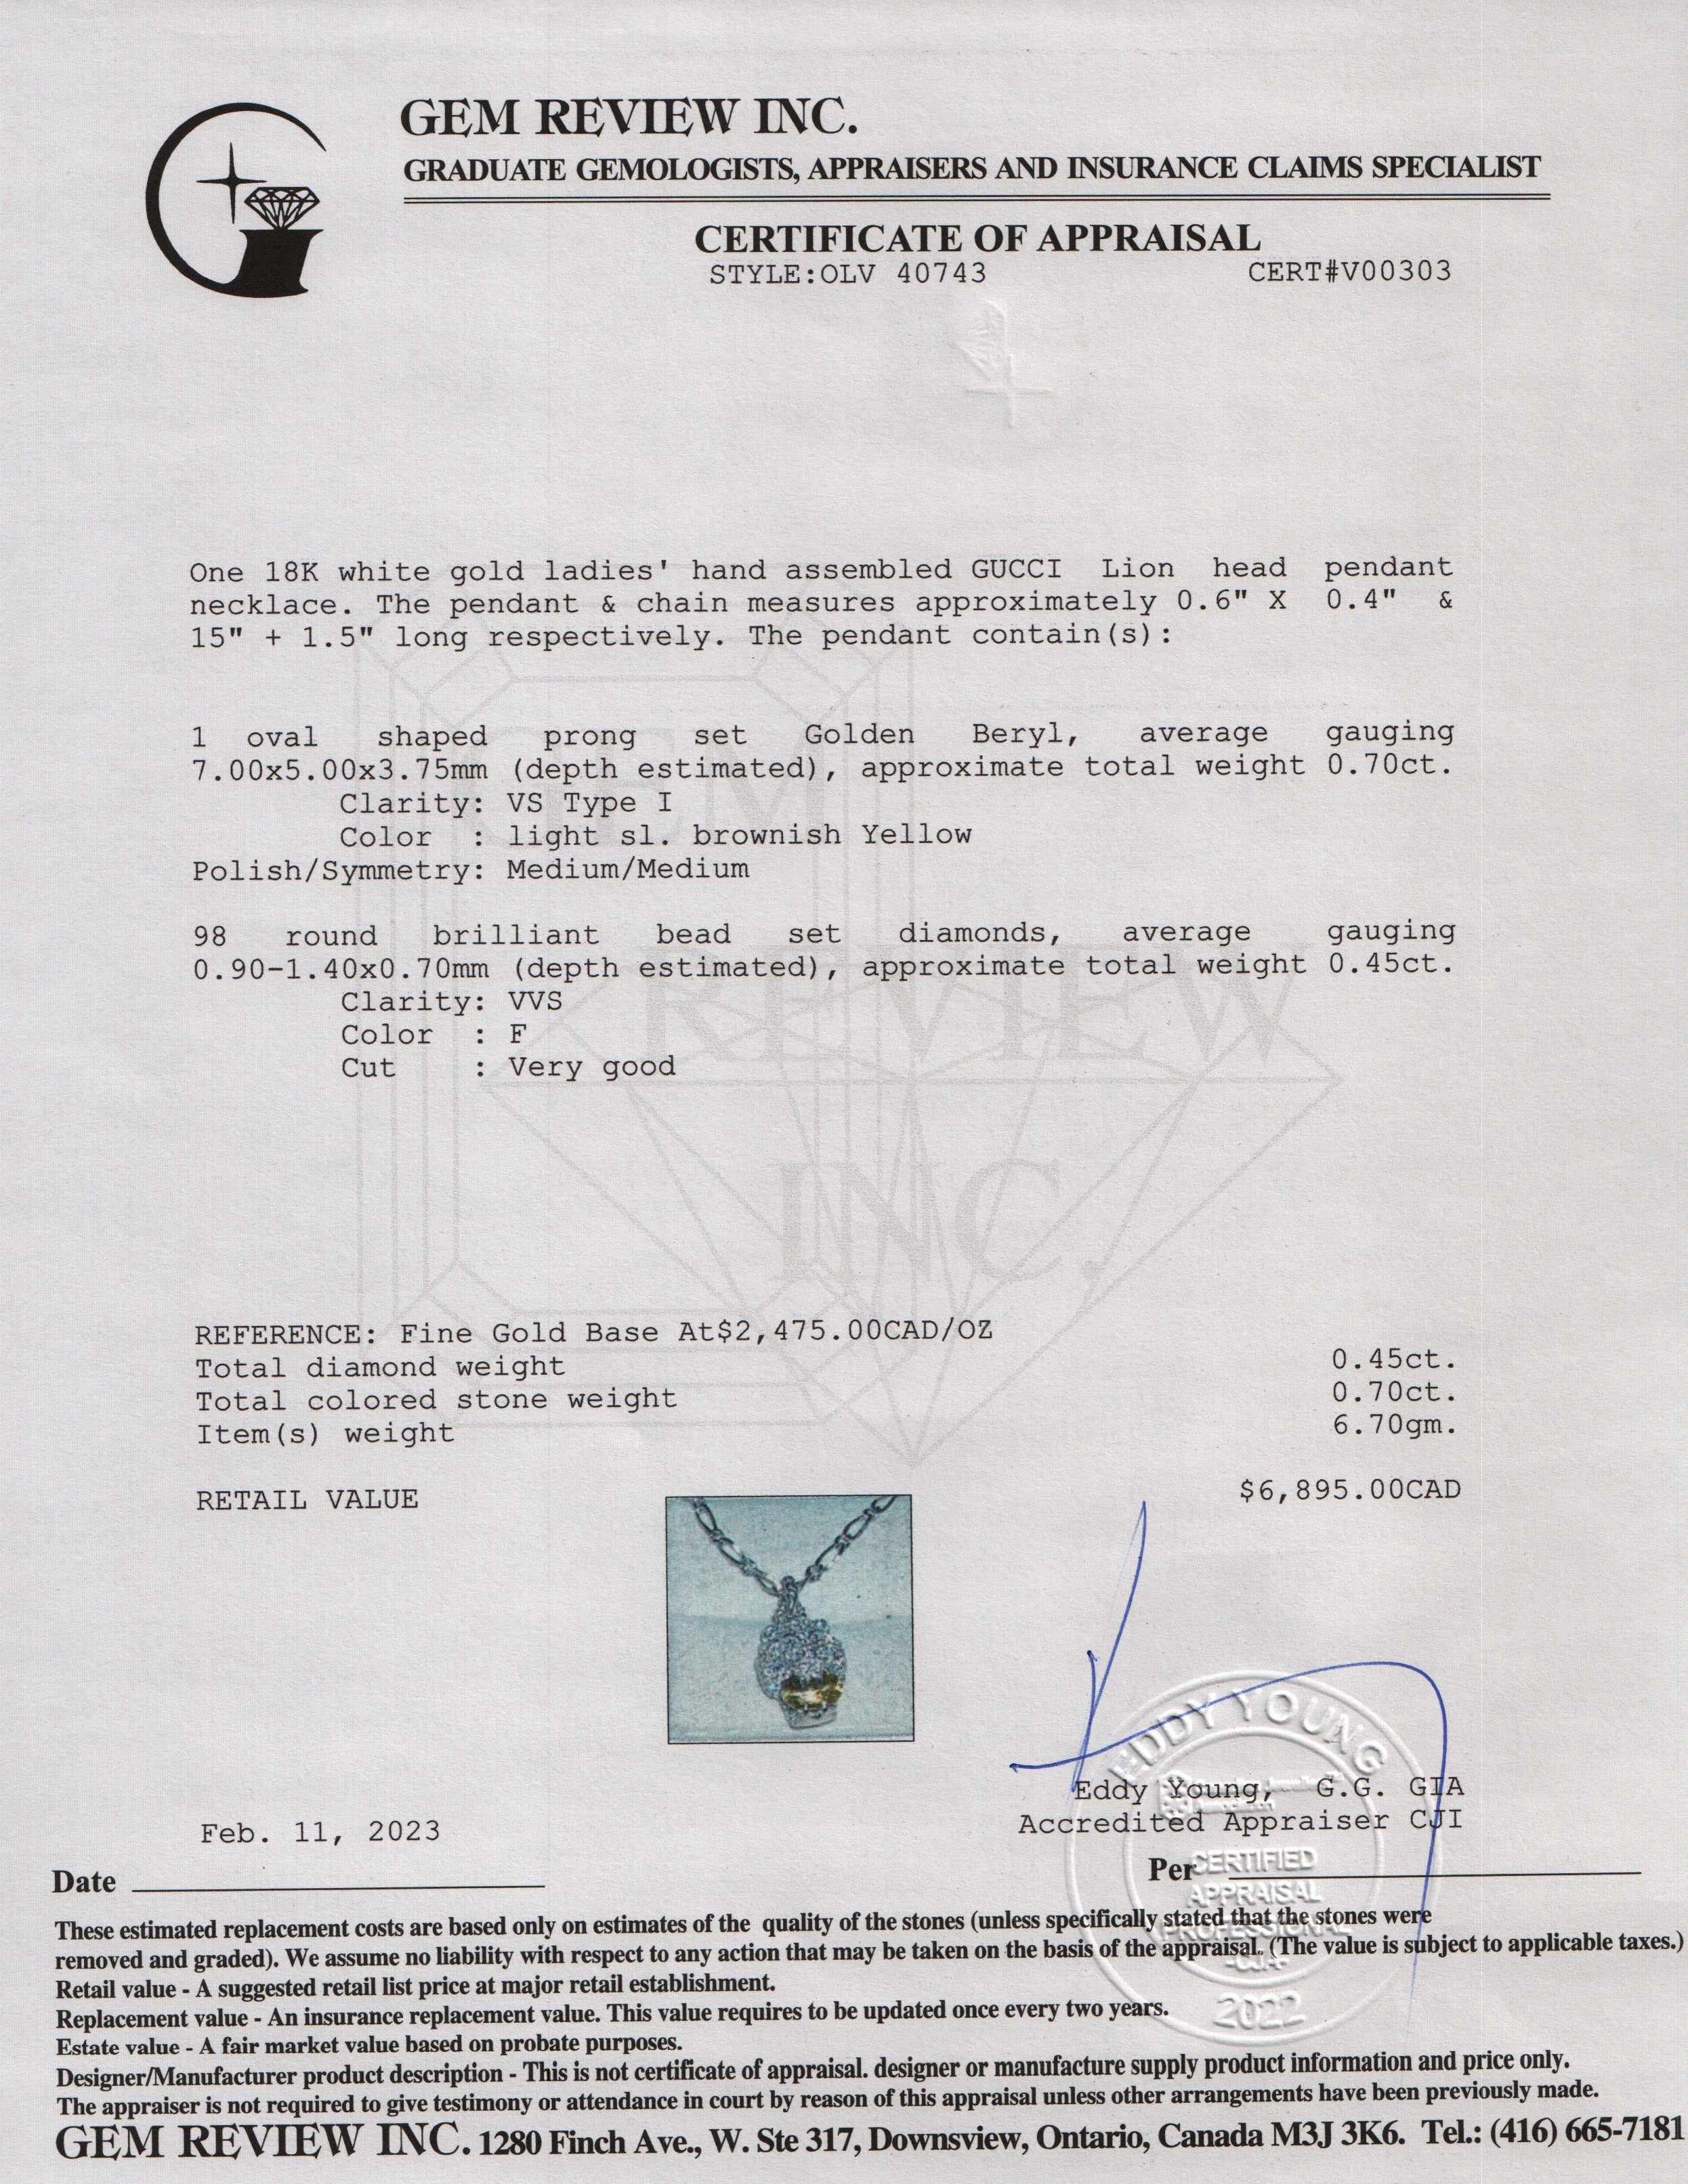 GEM REVIEW INC.
GRADUATE GEMOLOGISTS, APPRAISERS AND INSURANCE CLAIMS SPECIALIST
CERTIFICATE OF APPRAISAL
STYLE:OLV 40743 CERT#V00303
One 18K white gold ladies' hand assembled GUCCI Lion head pendant
necklace. The pendant & chain measures approximately 0.6" X 0.4" &
15" + 1.5" long respectively. The pendant contain(s):
1 oval shaped prong set Golden Beryl, average gauging
7.00x5.00x3.75mm (depth estimated), approximate total weight 0.70ct.
Clarity: VS Type I
Color : light sl. brownish Yellow
Polish/Symmetry: Medium/Medium
98 round brilliant bead set diamonds, average gauging
0.90-1.40x0.70mm (depth estimated), approximate total weight 0.45ct.
Clarity: VVS
Color : F
Cut : Very good
GEM
REVIEW
INC.
REFERENCE: Fine Gold Base At$2,475.00CAD/OZ
Total diamond weight 0.45ct.
Total colored stone weight 0.70ct.
Item(s) weight 6.70gm.
RETAIL VALUE $6,895.00CAD
EDDY YOUNG
Eddy Young, G.G. GIA
Accredited Appraiser CJI
Feb. 11, 2023
Date
Per
CERTIFIED
APPRAISAL
PROFESSIONAL
-CJA-
2022
These estimated replacement costs are based only on estimates of the quality of the stones (unless specifically stated that the stones were
removed and graded). We assume no liability with respect to any action that may be taken on the basis of the appraisal. (The value is subject to applicable taxes.)
Retail value - A suggested retail list price at major retail establishment.
Replacement value - An insurance replacement value. This value requires to be updated once every two years.
Estate value - A fair market value based on probate purposes.
Designer/Manufacturer product description - This is not certificate of appraisal. designer or manufacture supply product information and price only.
The appraiser is not required to give testimony or attendance in court by reason of this appraisal unless other arrangements have been previously made.
GEM REVIEW INC. 1280 Finch Ave., W. Ste 317, Downsview, Ontario, Canada M3J 3K6. Tel.: (416) 665-7181